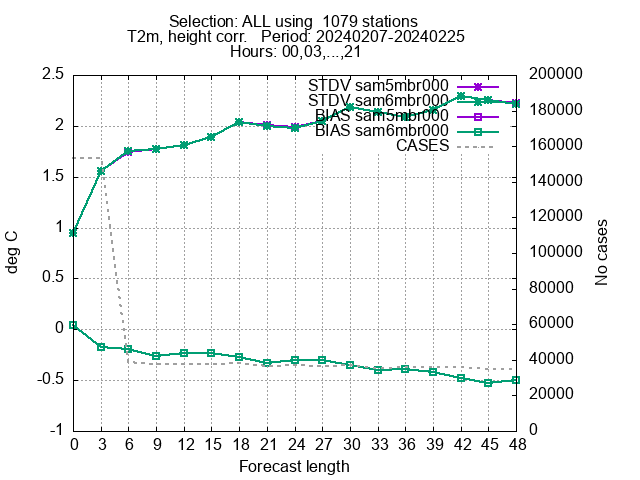 Selection: ALL using  1079 stations
T2m, height corr.   Period: 20240207-20240225
Hours: 00,03,...,21
2.5
2
1.5
1
0.5
0
-0.5
-1
deg C
STDV sam5mbr000
STDV sam6mbr000
BIAS sam5mbr000
BIAS sam6mbr000
CASES
200000
180000
160000
140000
120000
100000
80000
60000
40000
20000
0
No cases
0 3 6 9 12 15 18 21 24 27 30 33 36 39 42 45 48
Forecast length